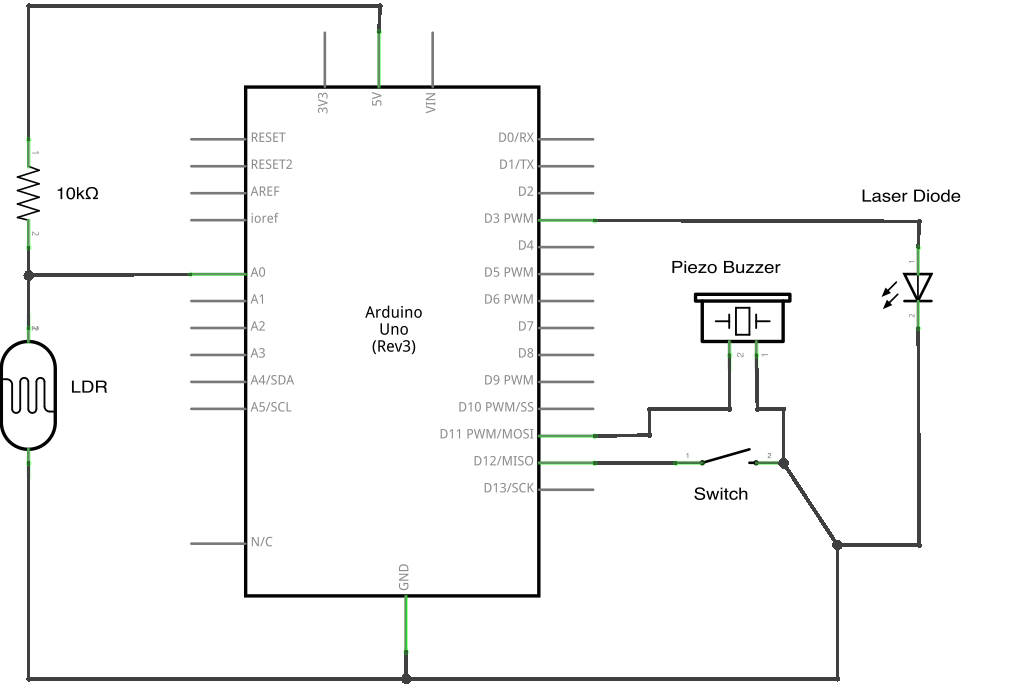 3V3
5V
VIN
RESET
RESET2
AREF
ioref
A0
A1
A2
A3
A4/SDA
A5/SCL
N/C
D0/RX
D1/TX
D2
D3 PWM
D4
D5 PWM
D6 PWM
D7
D8
D9 PWM
D10 PWM/SS
D11 PWM/MOSI
D12/MISO
D13/SCK
GND
Arduino
Uno
(Rev3)
1
10kΩ
2
2
LDR
Piezo Buzzer
2
1
1
2
Switch
Laser Diode
1
2